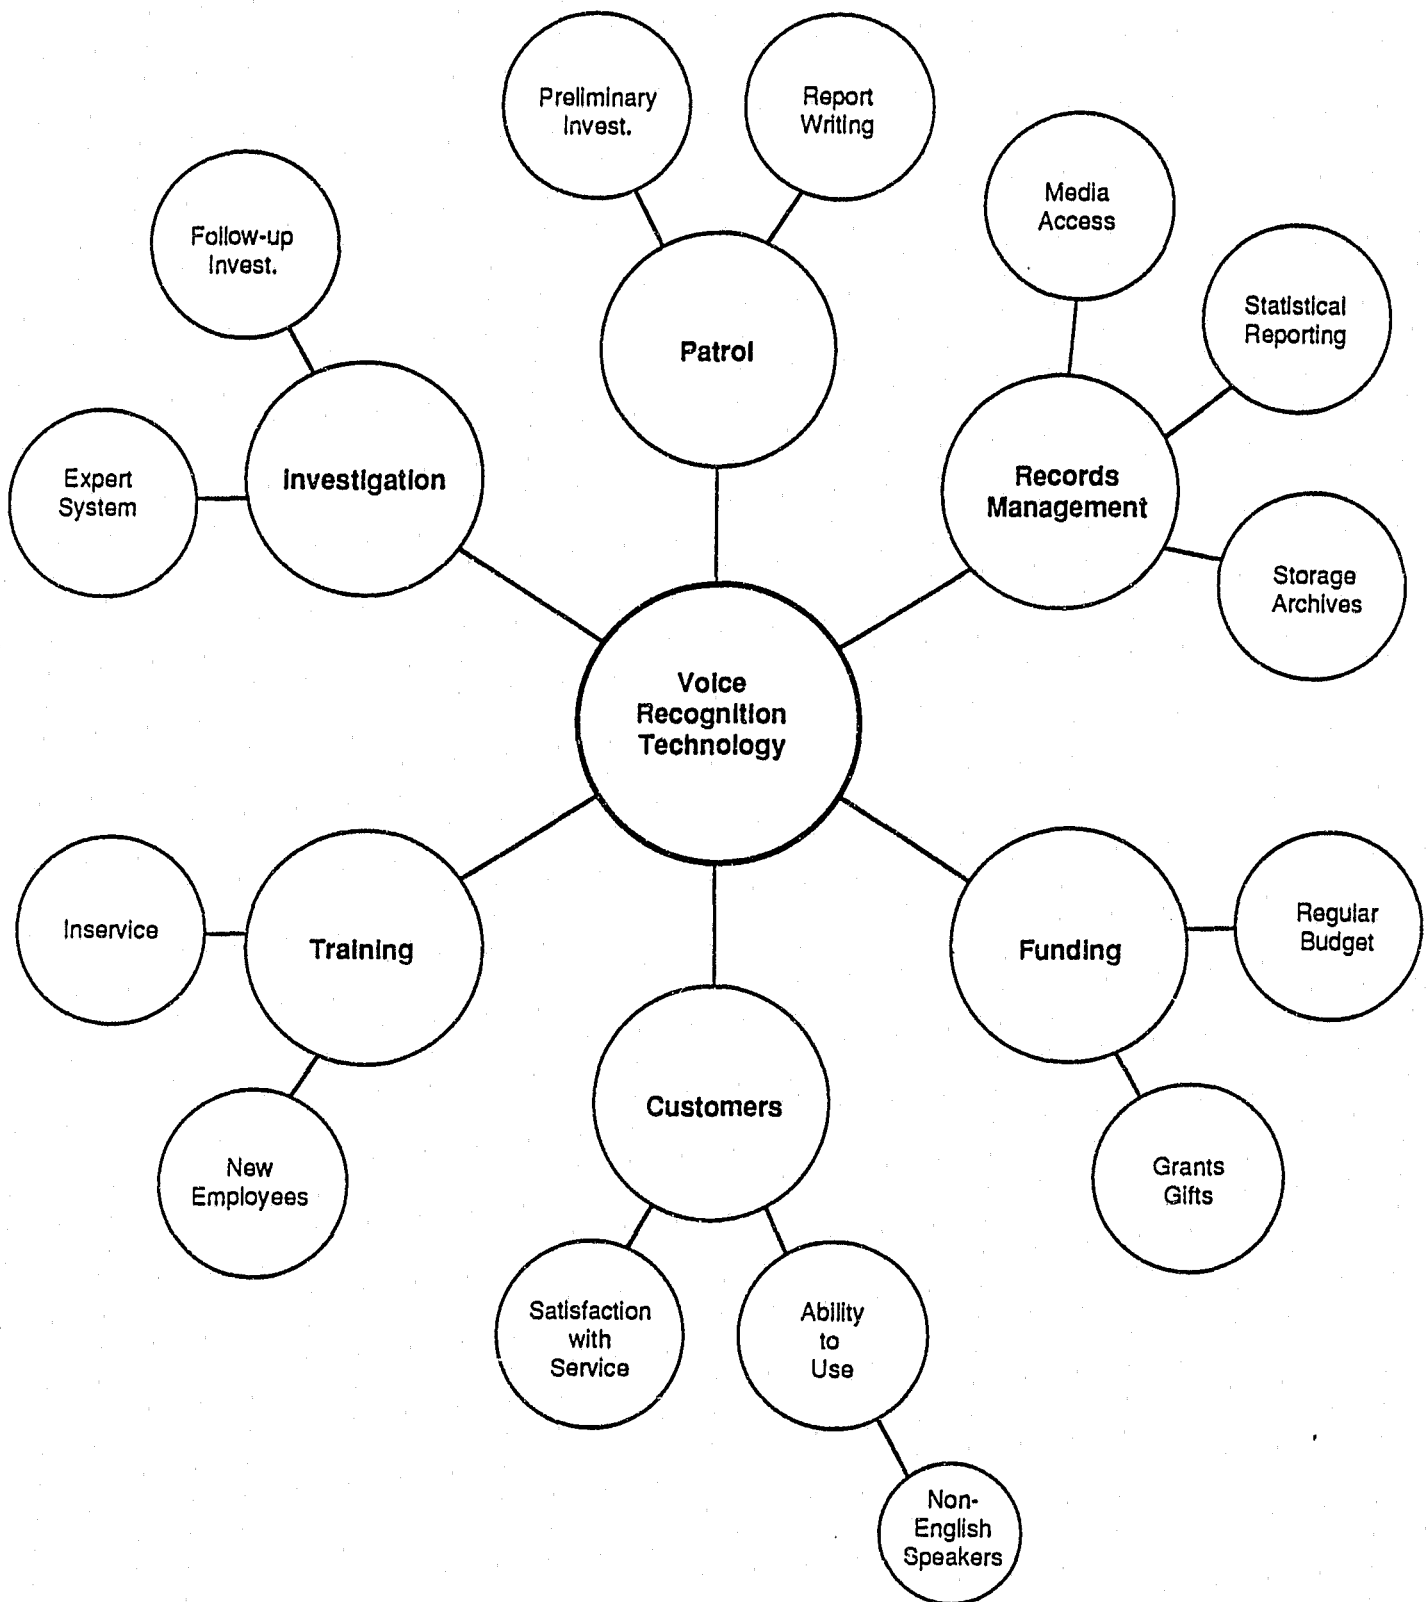 Preliminary
Invest.
Report
Writing
Media
Access
Follow-up
Invest.
Statistical
Reporting
Patrol
Expert
System
Investigation
Records
Management
Storage
Archives
Voice
Recognition
Technology
Inservice
Training
Funding
Regular
Budget
Customers
New
Employees
Grants
Gifts
Satisfaction
with
Service
Ability
to
Use
Non-
English
Speakers